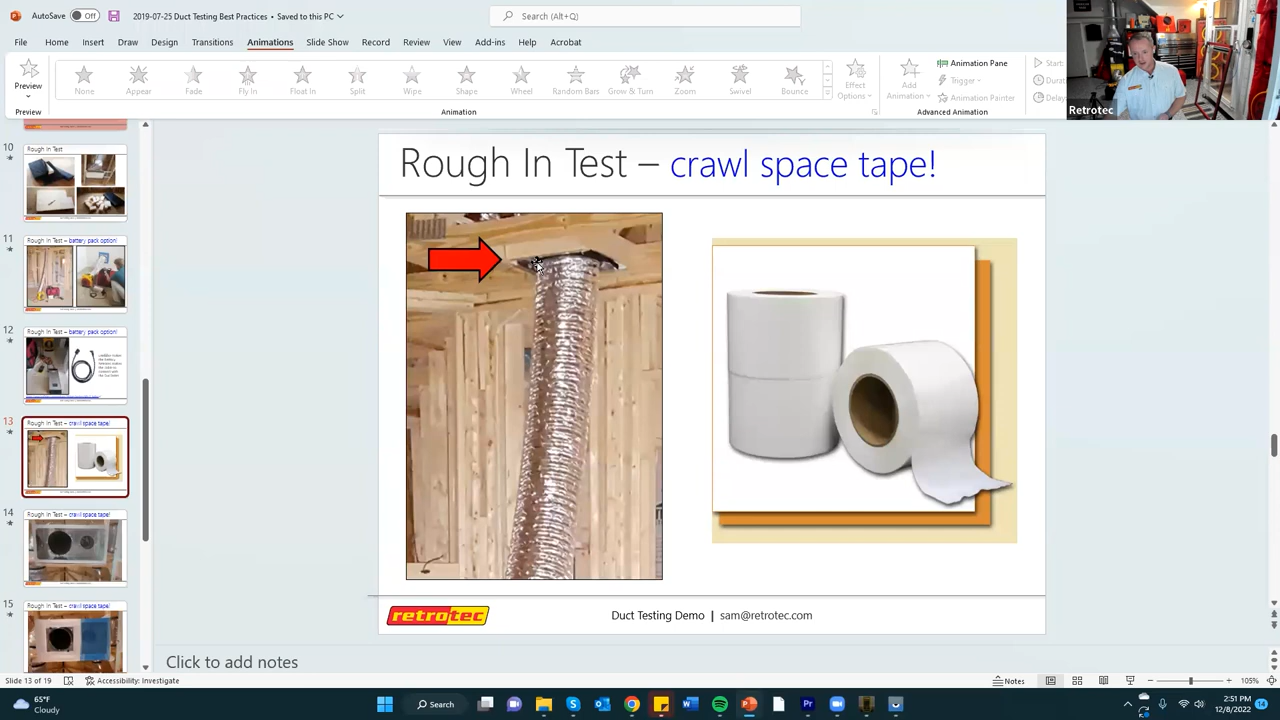 AutoSave Off 2019-07-25 Duct Testing Best Practices • Saved to this PC Search (Alt+Q)
File Home Insert Draw Design Transitions Animations Slide Show Record Review View Add-ins Help Acrobat
Preview None Appear Fade Fly In Float In Split Wipe Shape Wheel Random Bars Grow & Turn Zoom Swivel Bounce Effect Options Add Animation Animation Pane Trigger Animation Painter Start:
Preview Animation Advanced Animation
Retrotec
10 Rough In Test
11 Rough In Test – battery pack option!
12 Rough In Test – battery pack option!
13 Rough In Test – crawl space tape!
14 Rough In Test – crawl space tape!
15 Rough In Test – crawl space tape!
Rough In Test – crawl space tape!
retrotec Duct Testing Demo | sam@retrotec.com
Click to add notes
Slide 13 of 19 Accessibility: Investigate Notes 105%
65°F
Cloudy
Search
2:51 PM
12/8/2022